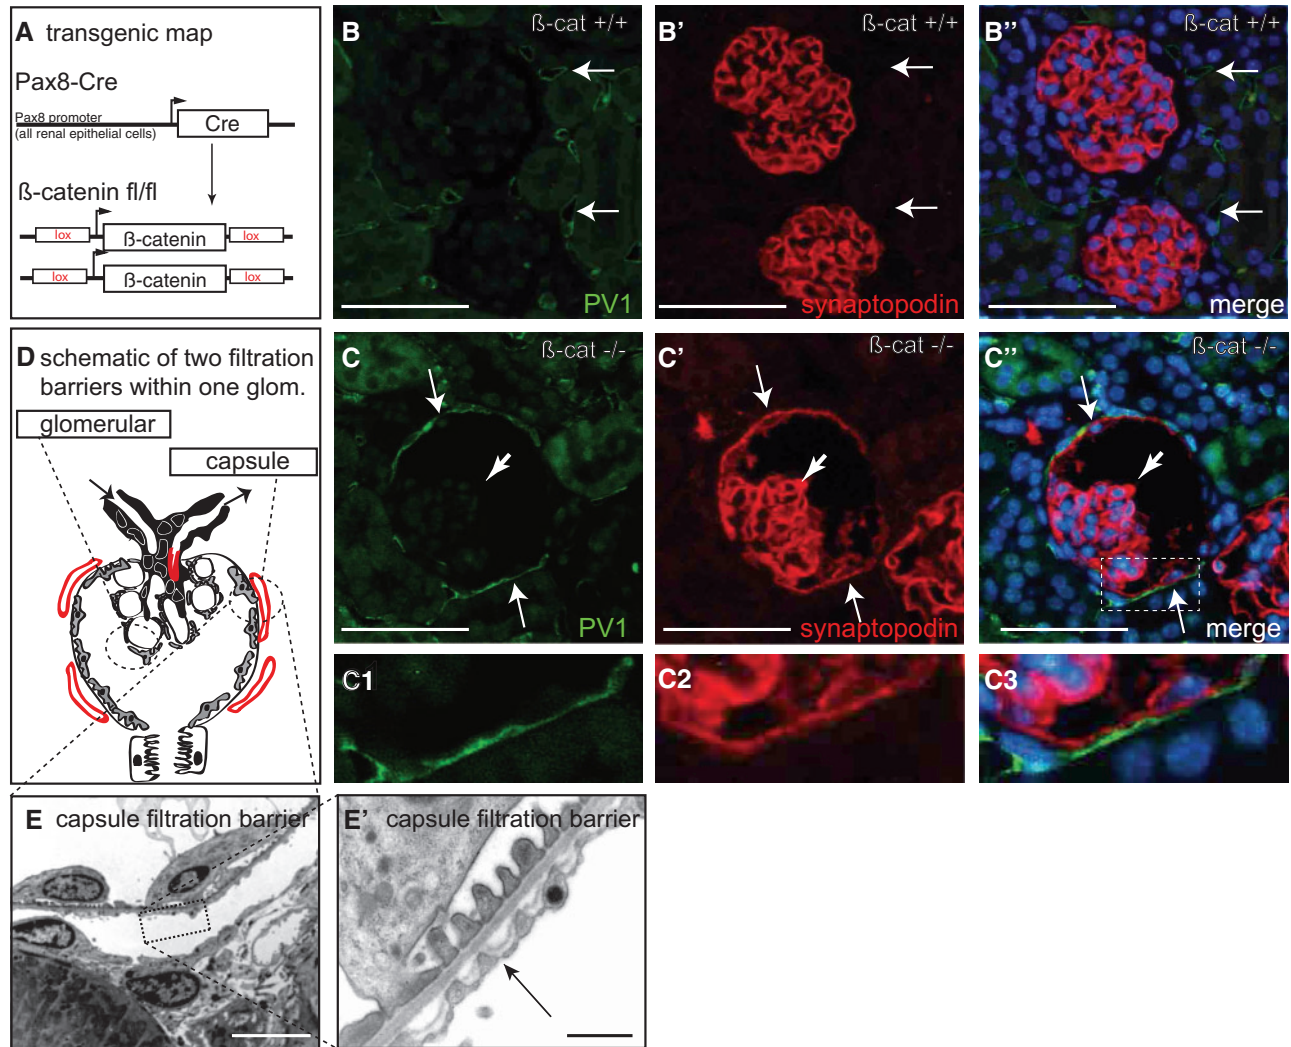 A transgenic map
Pax8-Cre
Pax8 promoter
(all renal epithelial cells)
Cre
ß-catenin fl/fl
lox ß-catenin lox
lox ß-catenin lox
B ß-cat +/+
PV1
B' ß-cat +/+
synaptopodin
B'' ß-cat +/+
merge
D schematic of two filtration
barriers within one glom.
glomerular
capsule
C ß-cat -/-
PV1
C' ß-cat -/-
synaptopodin
C'' ß-cat -/-
merge
C1
C2
C3
E capsule filtration barrier
E' capsule filtration barrier